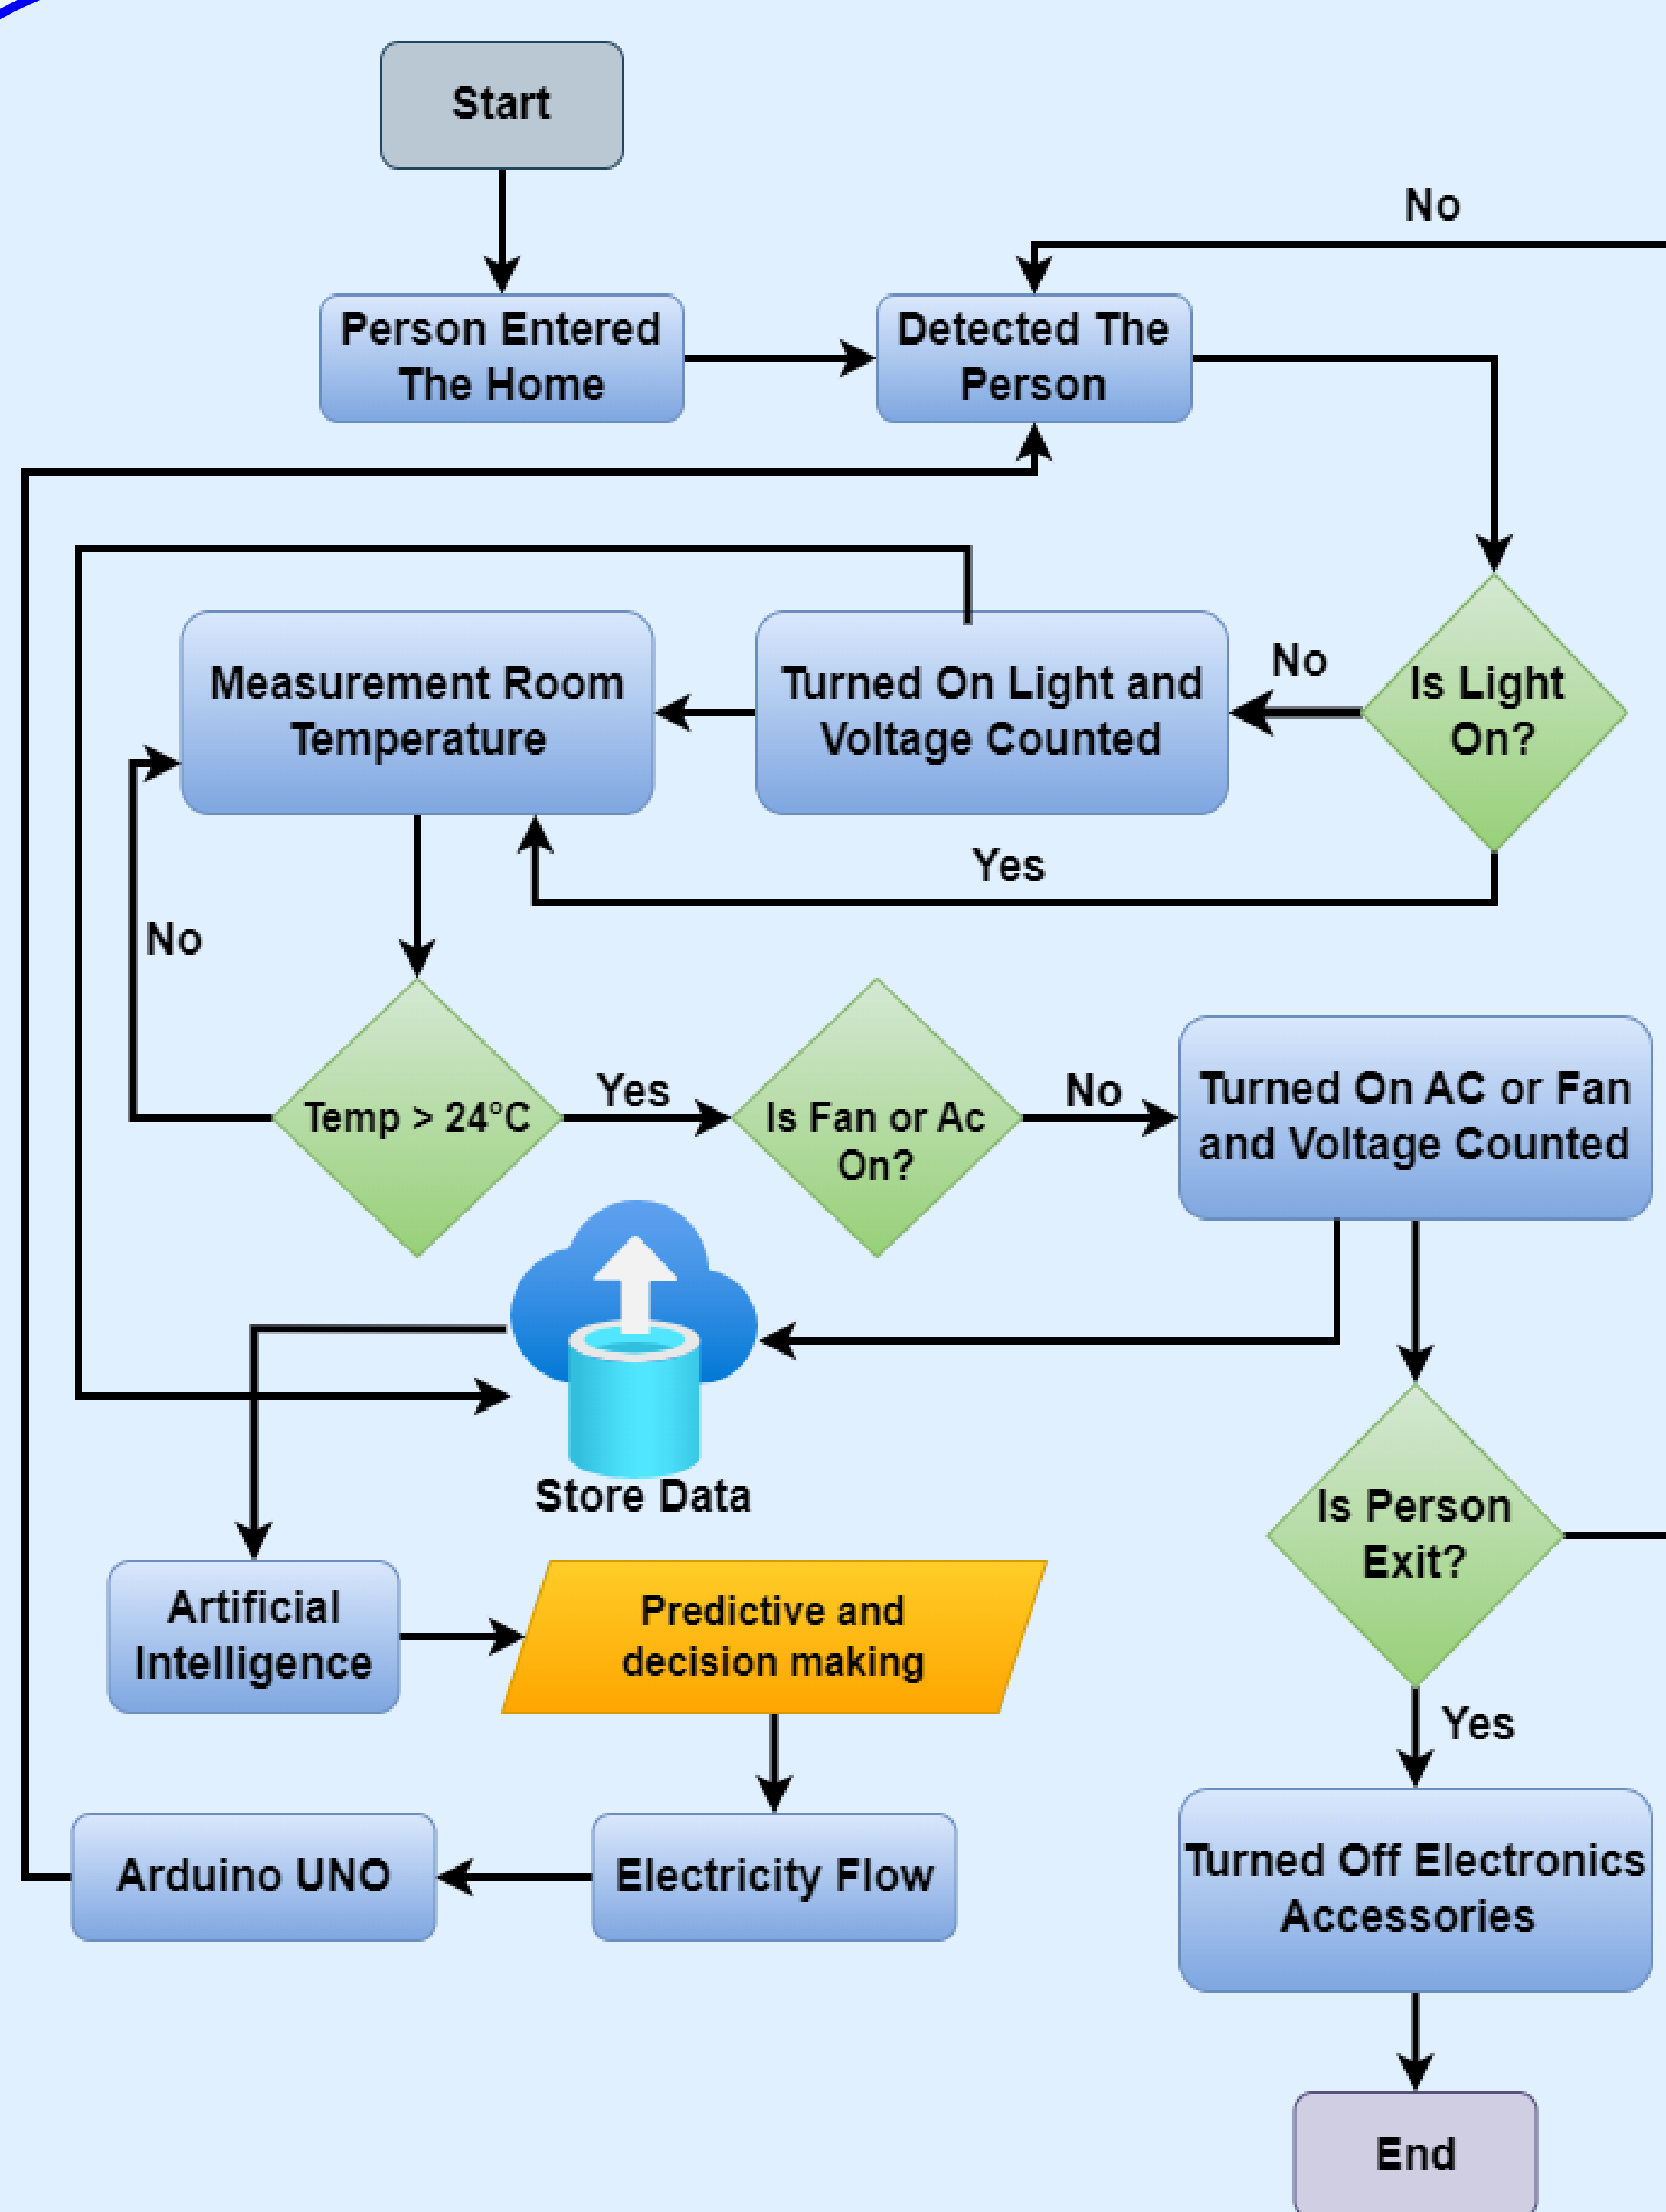 Start
No
Person Entered
The Home
Detected The
Person
Measurement Room
Temperature
Turned On Light and
Voltage Counted
No
Is Light
On?
Yes
No
Temp > 24°C
Yes
Is Fan or Ac
On?
No
Turned On AC or Fan
and Voltage Counted
Store Data
Is Person
Exit?
Artificial
Intelligence
Predictive and
decision making
Yes
Arduino UNO
Electricity Flow
Turned Off Electronics
Accessories
End